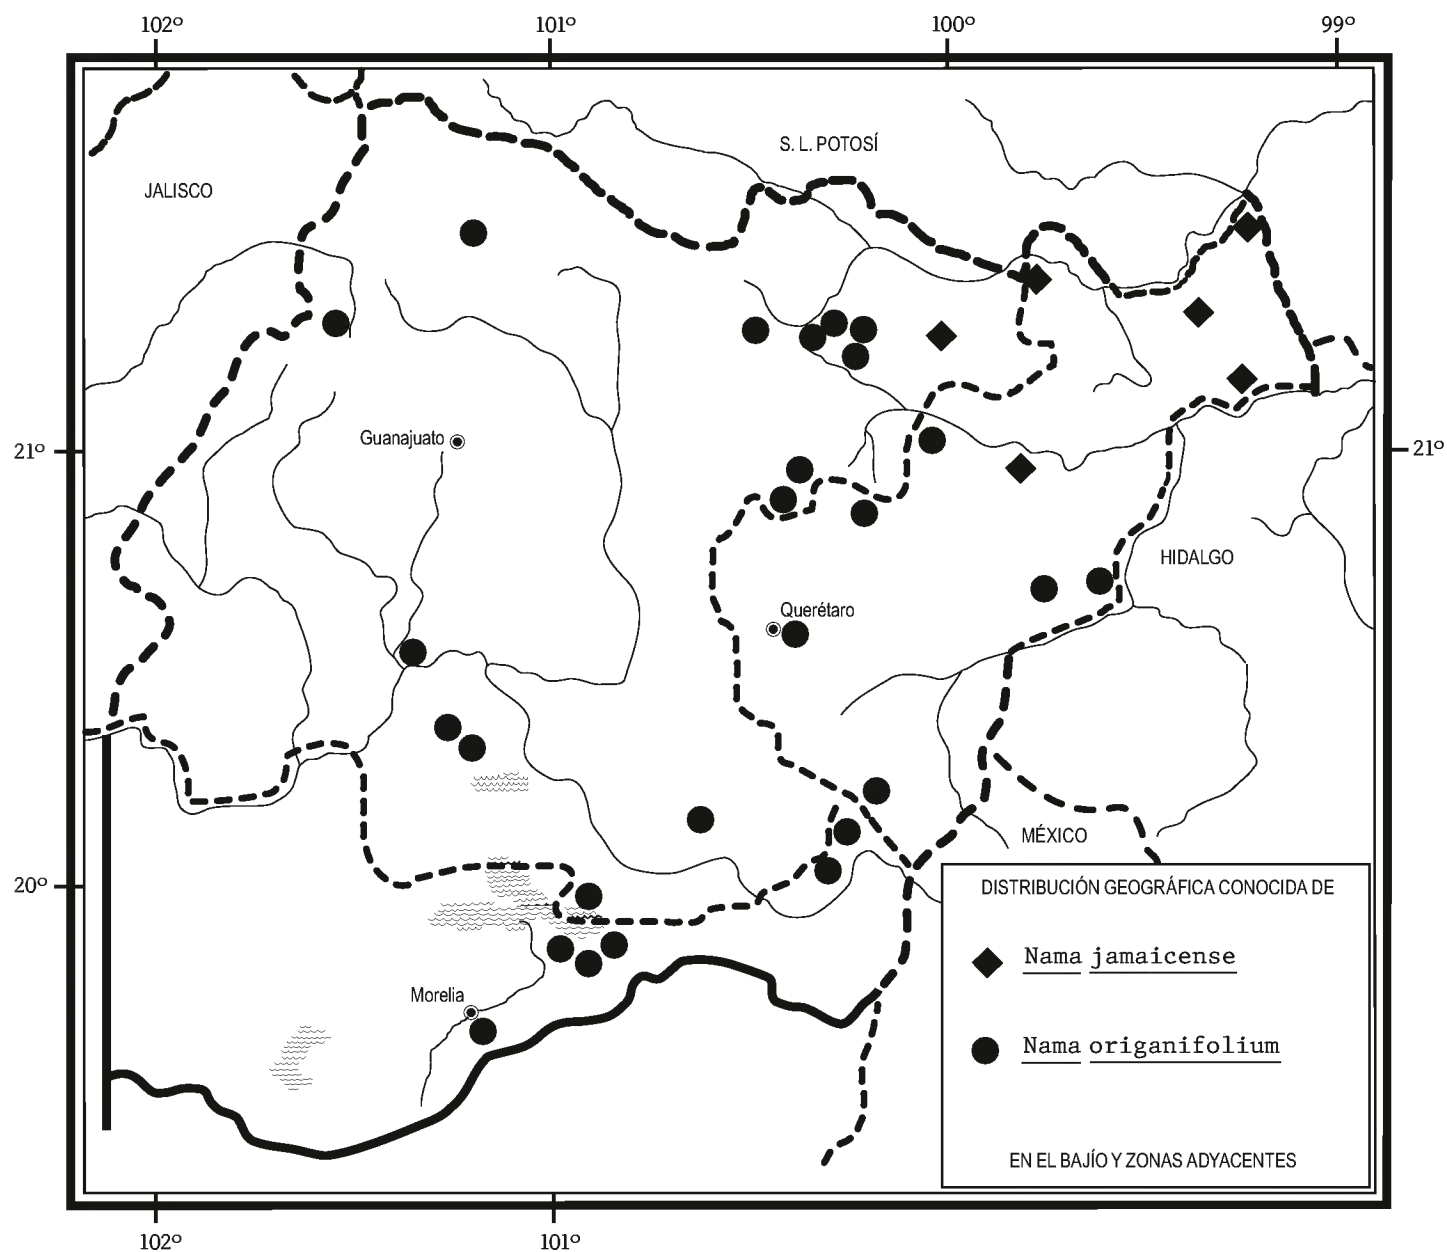 102º 101º 100º 99º
S. L. POTOSÍ
JALISCO
Guanajuato
21º 21º
HIDALGO
Querétaro
MÉXICO
20º
DISTRIBUCIÓN GEOGRÁFICA CONOCIDA DE
Nama jamaicense
Morelia
Nama origanifolium
EN EL BAJÍO Y ZONAS ADYACENTES
102º 101º